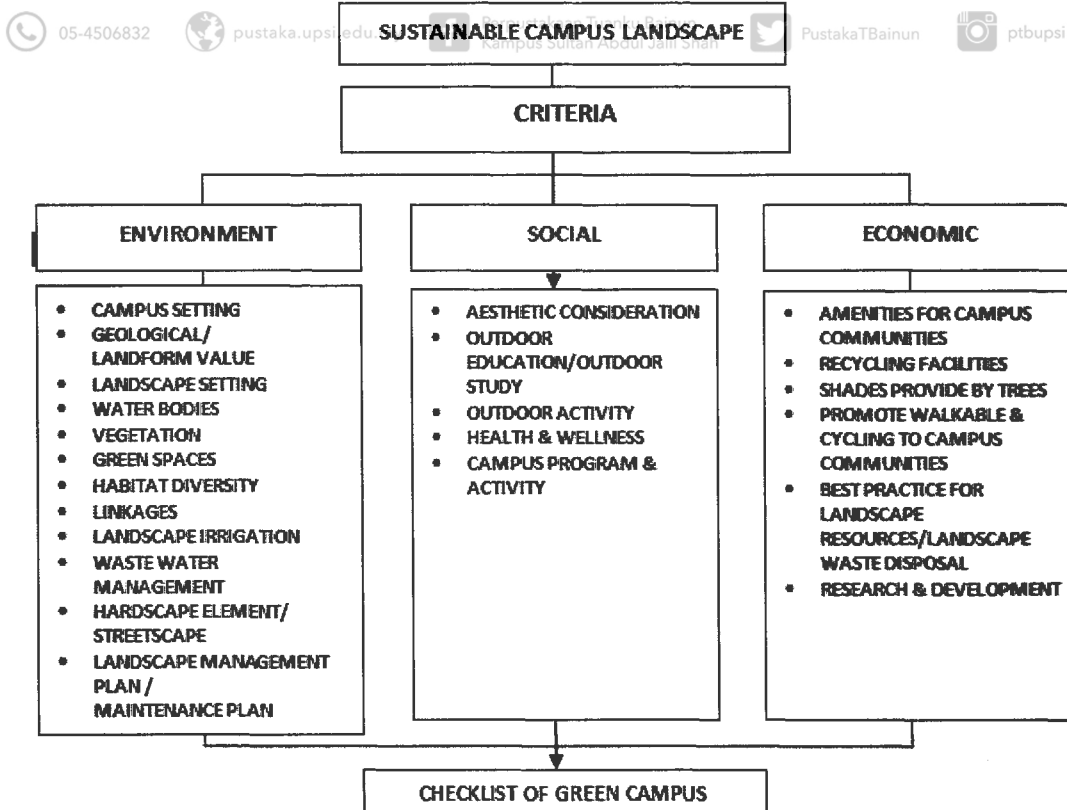 05-4506832
pustaka.upsi.edu.
Perpustakaan Tuanku Bainun
Kampus Sultan Abdul Jalil Shah
PustakaTBainun
ptbupsi
SUSTAINABLE CAMPUS LANDSCAPE
CRITERIA
ENVIRONMENT
• CAMPUS SETTING
• GEOLOGICAL/
LANDFORM VALUE
• LANDSCAPE SETTING
• WATER BODIES
• VEGETATION
• GREEN SPACES
• HABITAT DIVERSITY
• LINKAGES
• LANDSCAPE IRRIGATION
• WASTE WATER
MANAGEMENT
• HARDSCAPE ELEMENT/
STREETSCAPE
• LANDSCAPE MANAGEMENT
PLAN /
MAINTENANCE PLAN
SOCIAL
• AESTHETIC CONSIDERATION
• OUTDOOR
EDUCATION/OUTDOOR
STUDY
• OUTDOOR ACTIVITY
• HEALTH & WELLNESS
• CAMPUS PROGRAM &
ACTIVITY
ECONOMIC
• AMENITIES FOR CAMPUS
COMMUNITIES
• RECYCLING FACILITIES
• SHADES PROVIDE BY TREES
• PROMOTE WALKABLE &
CYCLING TO CAMPUS
COMMUNITIES
• BEST PRACTICE FOR
LANDSCAPE
RESOURCES/LANDSCAPE
WASTE DISPOSAL
• RESEARCH & DEVELOPMENT
CHECKLIST OF GREEN CAMPUS